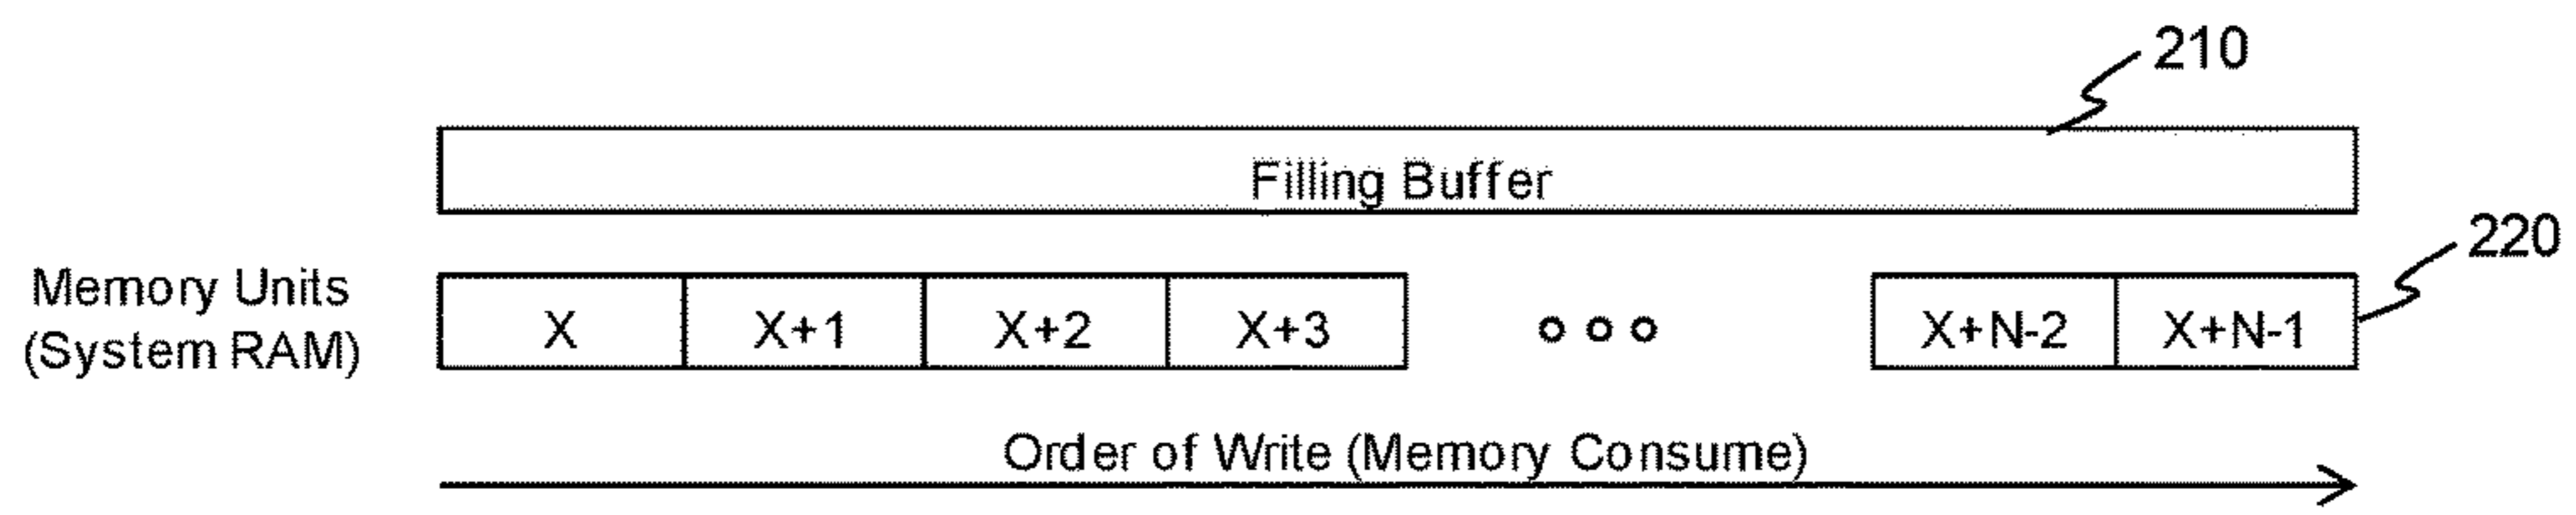 210
Filling Buffer
220
Memory Units
(System RAM)
X X+1 X+2 X+3 X+N-2 X+N-1
Order of Write (Memory Consume)